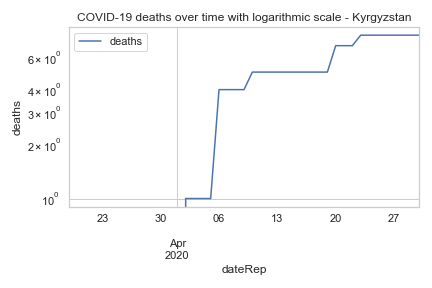 COVID-19 deaths over time with logarithmic scale - Kyrgyzstan
deaths
6 × 10⁰
4 × 10⁰
3 × 10⁰
2 × 10⁰
10⁰
deaths
23 30 06 13 20 27
Apr
2020
dateRep